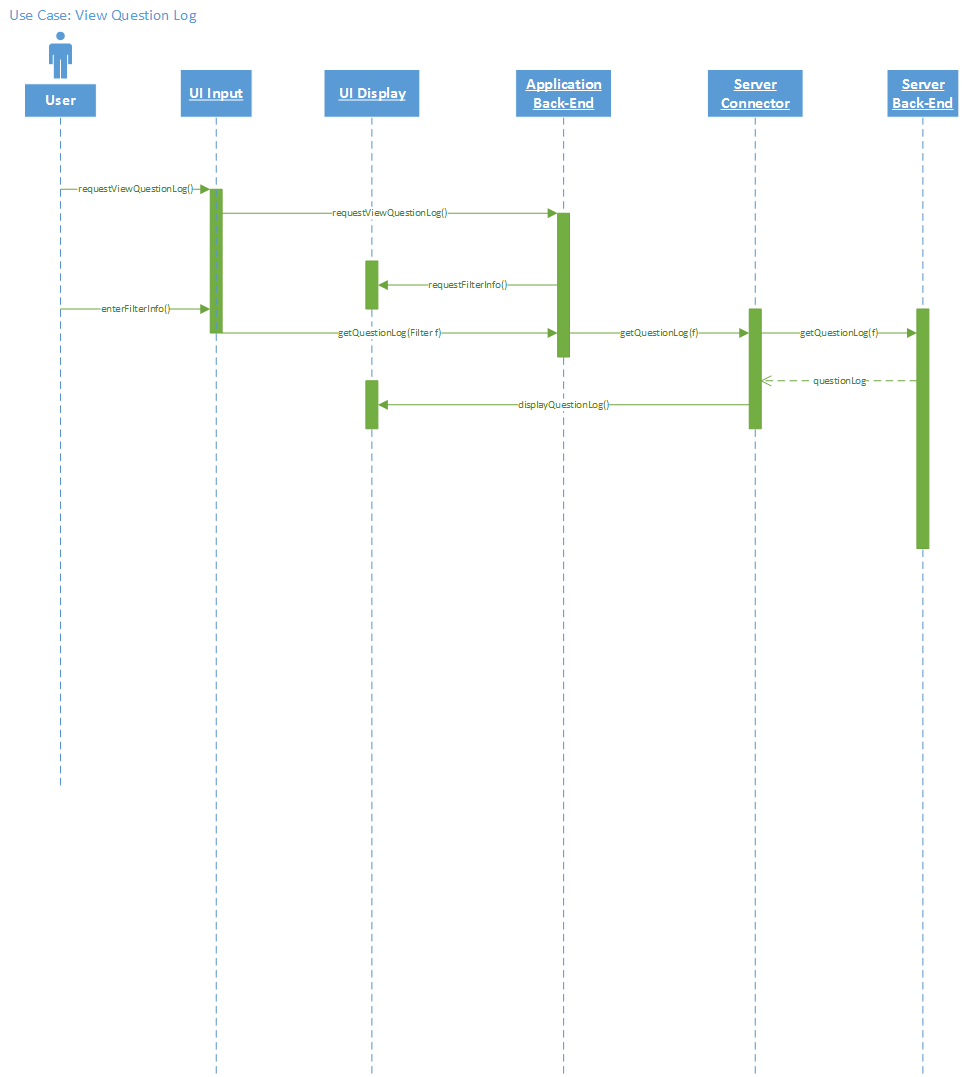 Use Case: View Question Log
User
UI Input
UI Display
Application
Back-End
Server
Connector
Server
Back-End
requestViewQuestionLog()
requestViewQuestionLog()
requestFilterInfo()
enterFilterInfo()
getQuestionLog(Filter f)
getQuestionLog(f)
getQuestionLog(f)
questionLog
displayQuestionLog()